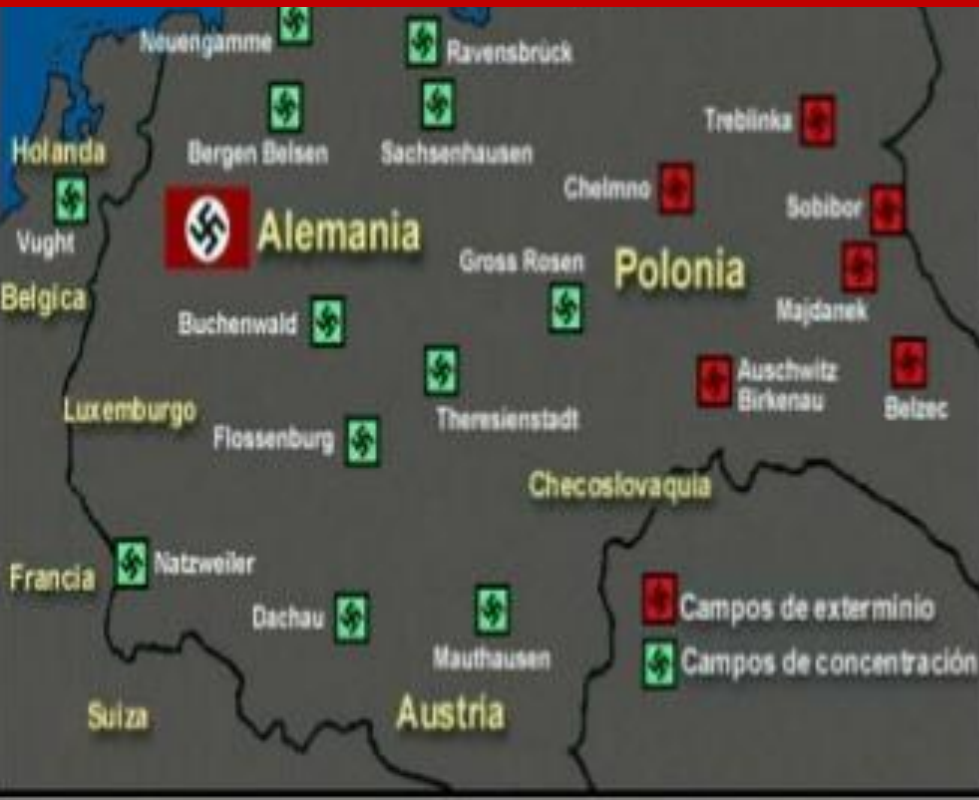 Neuengamme
Ravensbrück
Treblinka
Holanda
Bergen Belsen
Sachsenhausen
Chelmno
Sobibor
Vught
Alemania
Gross Rosen
Polonia
Belgica
Buchenwald
Majdanek
Auschwitz
Birkenau
Luxemburgo
Theresienstadt
Belzec
Flossenburg
Checoslovaquia
Francia
Natzweiler
Dachau
Campos de exterminio
Mauthausen
Campos de concentración
Suiza
Austria